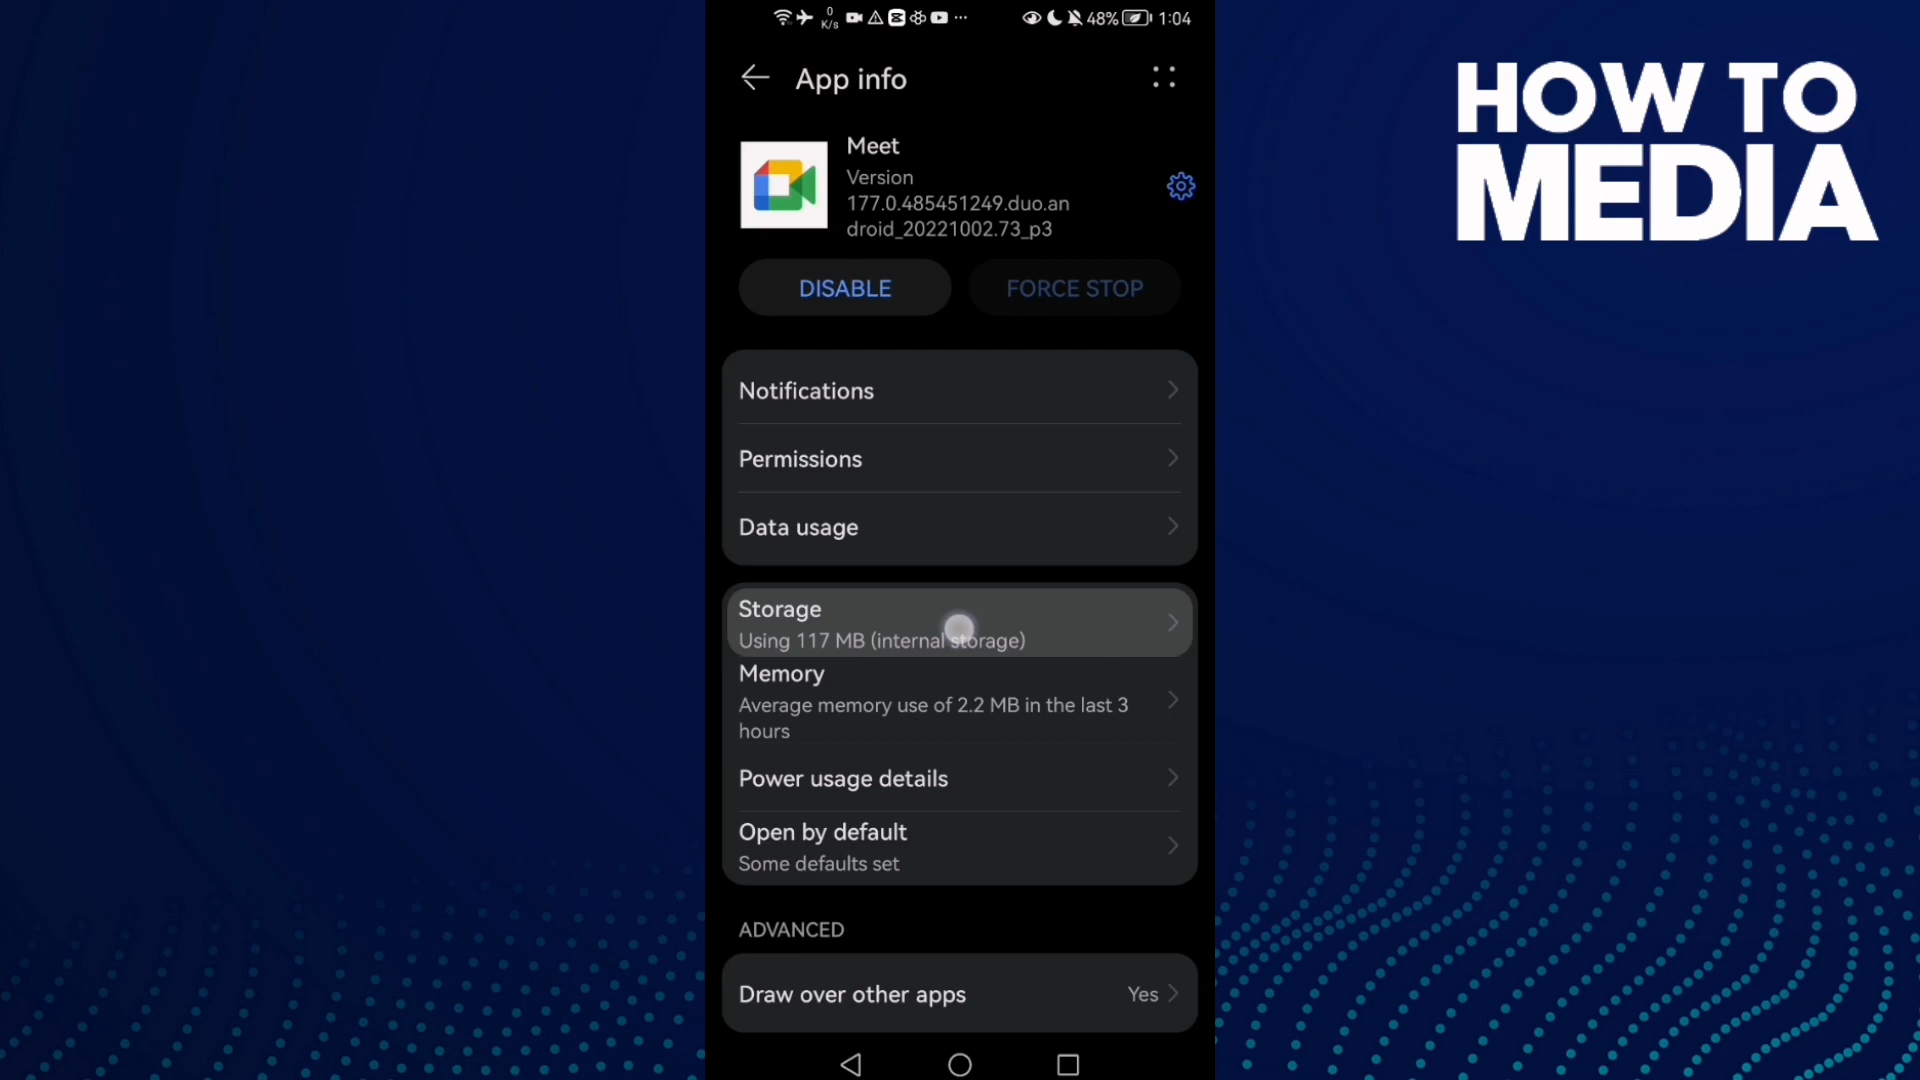 0
K/s
48%
1:04
App info
HOW TO
MEDIA
Meet
Version
177.0.485451249.duo.an
droid_20221002.73_p3
DISABLE
FORCE STOP
Notifications
Permissions
Data usage
Storage
Using 117 MB (internal storage)
Memory
Average memory use of 2.2 MB in the last 3
hours
Power usage details
Open by default
Some defaults set
ADVANCED
Draw over other apps
Yes